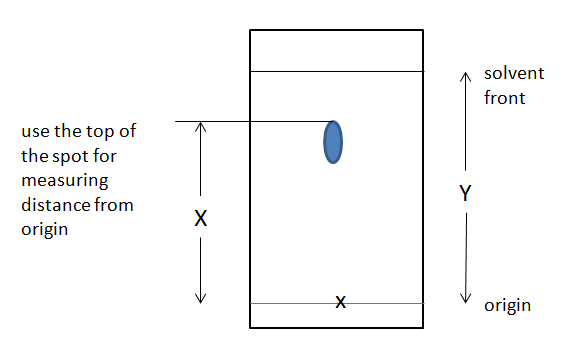 solvent
front
use the top of
the spot for
measuring
distance from
origin
X
Y
x
origin